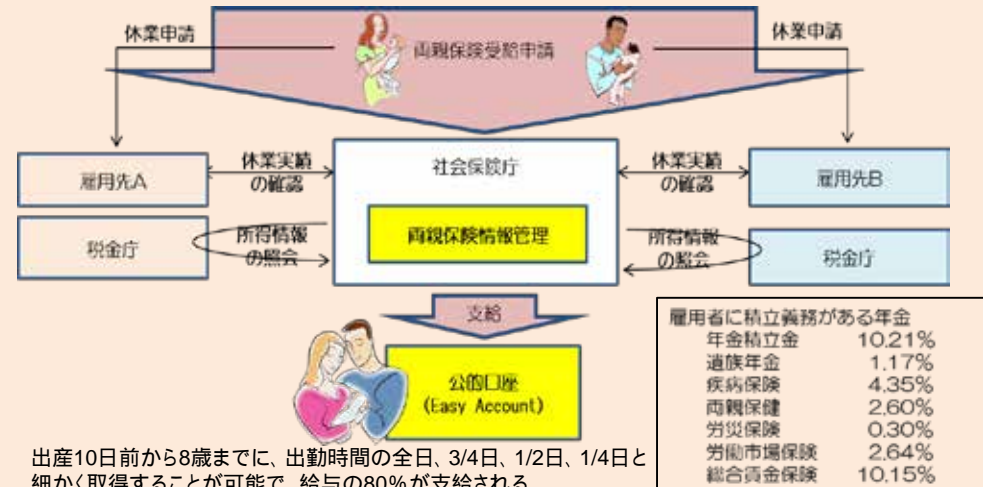 休業申請
両親保険受給申請
休業申請
雇用先A
休業実績
の確認
社会保険庁
休業実績
の確認
雇用先B
税金庁
所得情報
の照会
両親保険情報管理
所得情報
の照会
税金庁
支給
公的口座
(Easy Account)
雇用者に積立義務がある年金
年金積立金 10.21%
遺族年金 1.17%
疾病保険 4.35%
両親保健 2.60%
労災保険 0.30%
労働市場保険 2.64%
総合賃金保険 10.15%
出産10日前から8歳までに、出勤時間の全日、3/4日、1/2日、1/4日と
細かく取得することが可能で、給与の80%が支給される